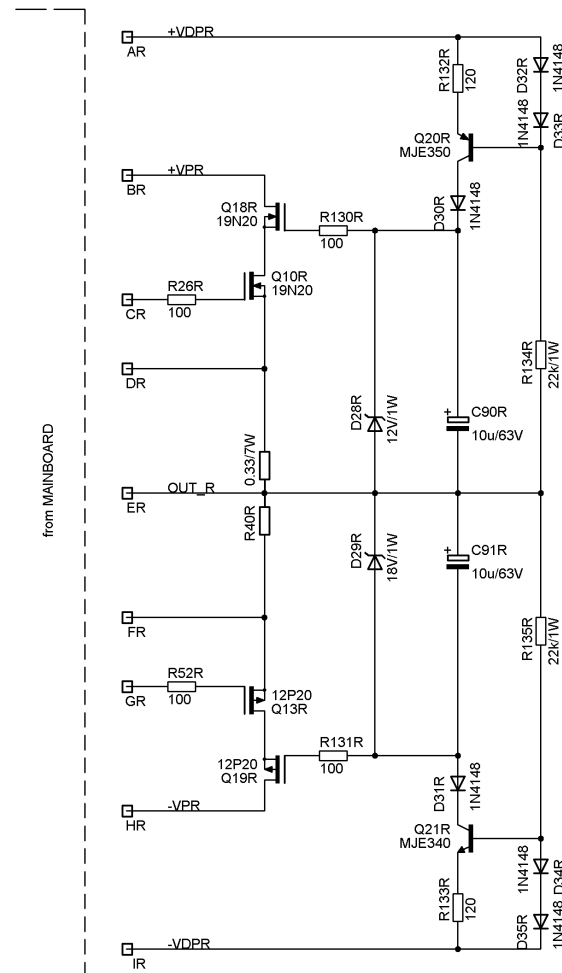 +VDPR
AR
R132R
120
D32R
1N4148
1N4148
D33R
Q20R
MJE350
+VPR
BR
Q18R
19N20
R130R
100
D30R
1N4148
Q10R
19N20
R26R
100
CR
DR
R134R
22k/1W
D28R
12V/1W
+
C90R
10u/63V
0.33/7W
from MAINBOARD
OUT_R
ER
R40R
D29R
18V/1W
+
C91R
10u/63V
FR
R135R
22k/1W
R52R
100
GR
12P20
Q13R
12P20
Q19R
R131R
100
D31R
1N4148
-VPR
HR
Q21R
MJE340
1N4148
D34R
R133R
120
D35R
1N4148
-VDPR
IR